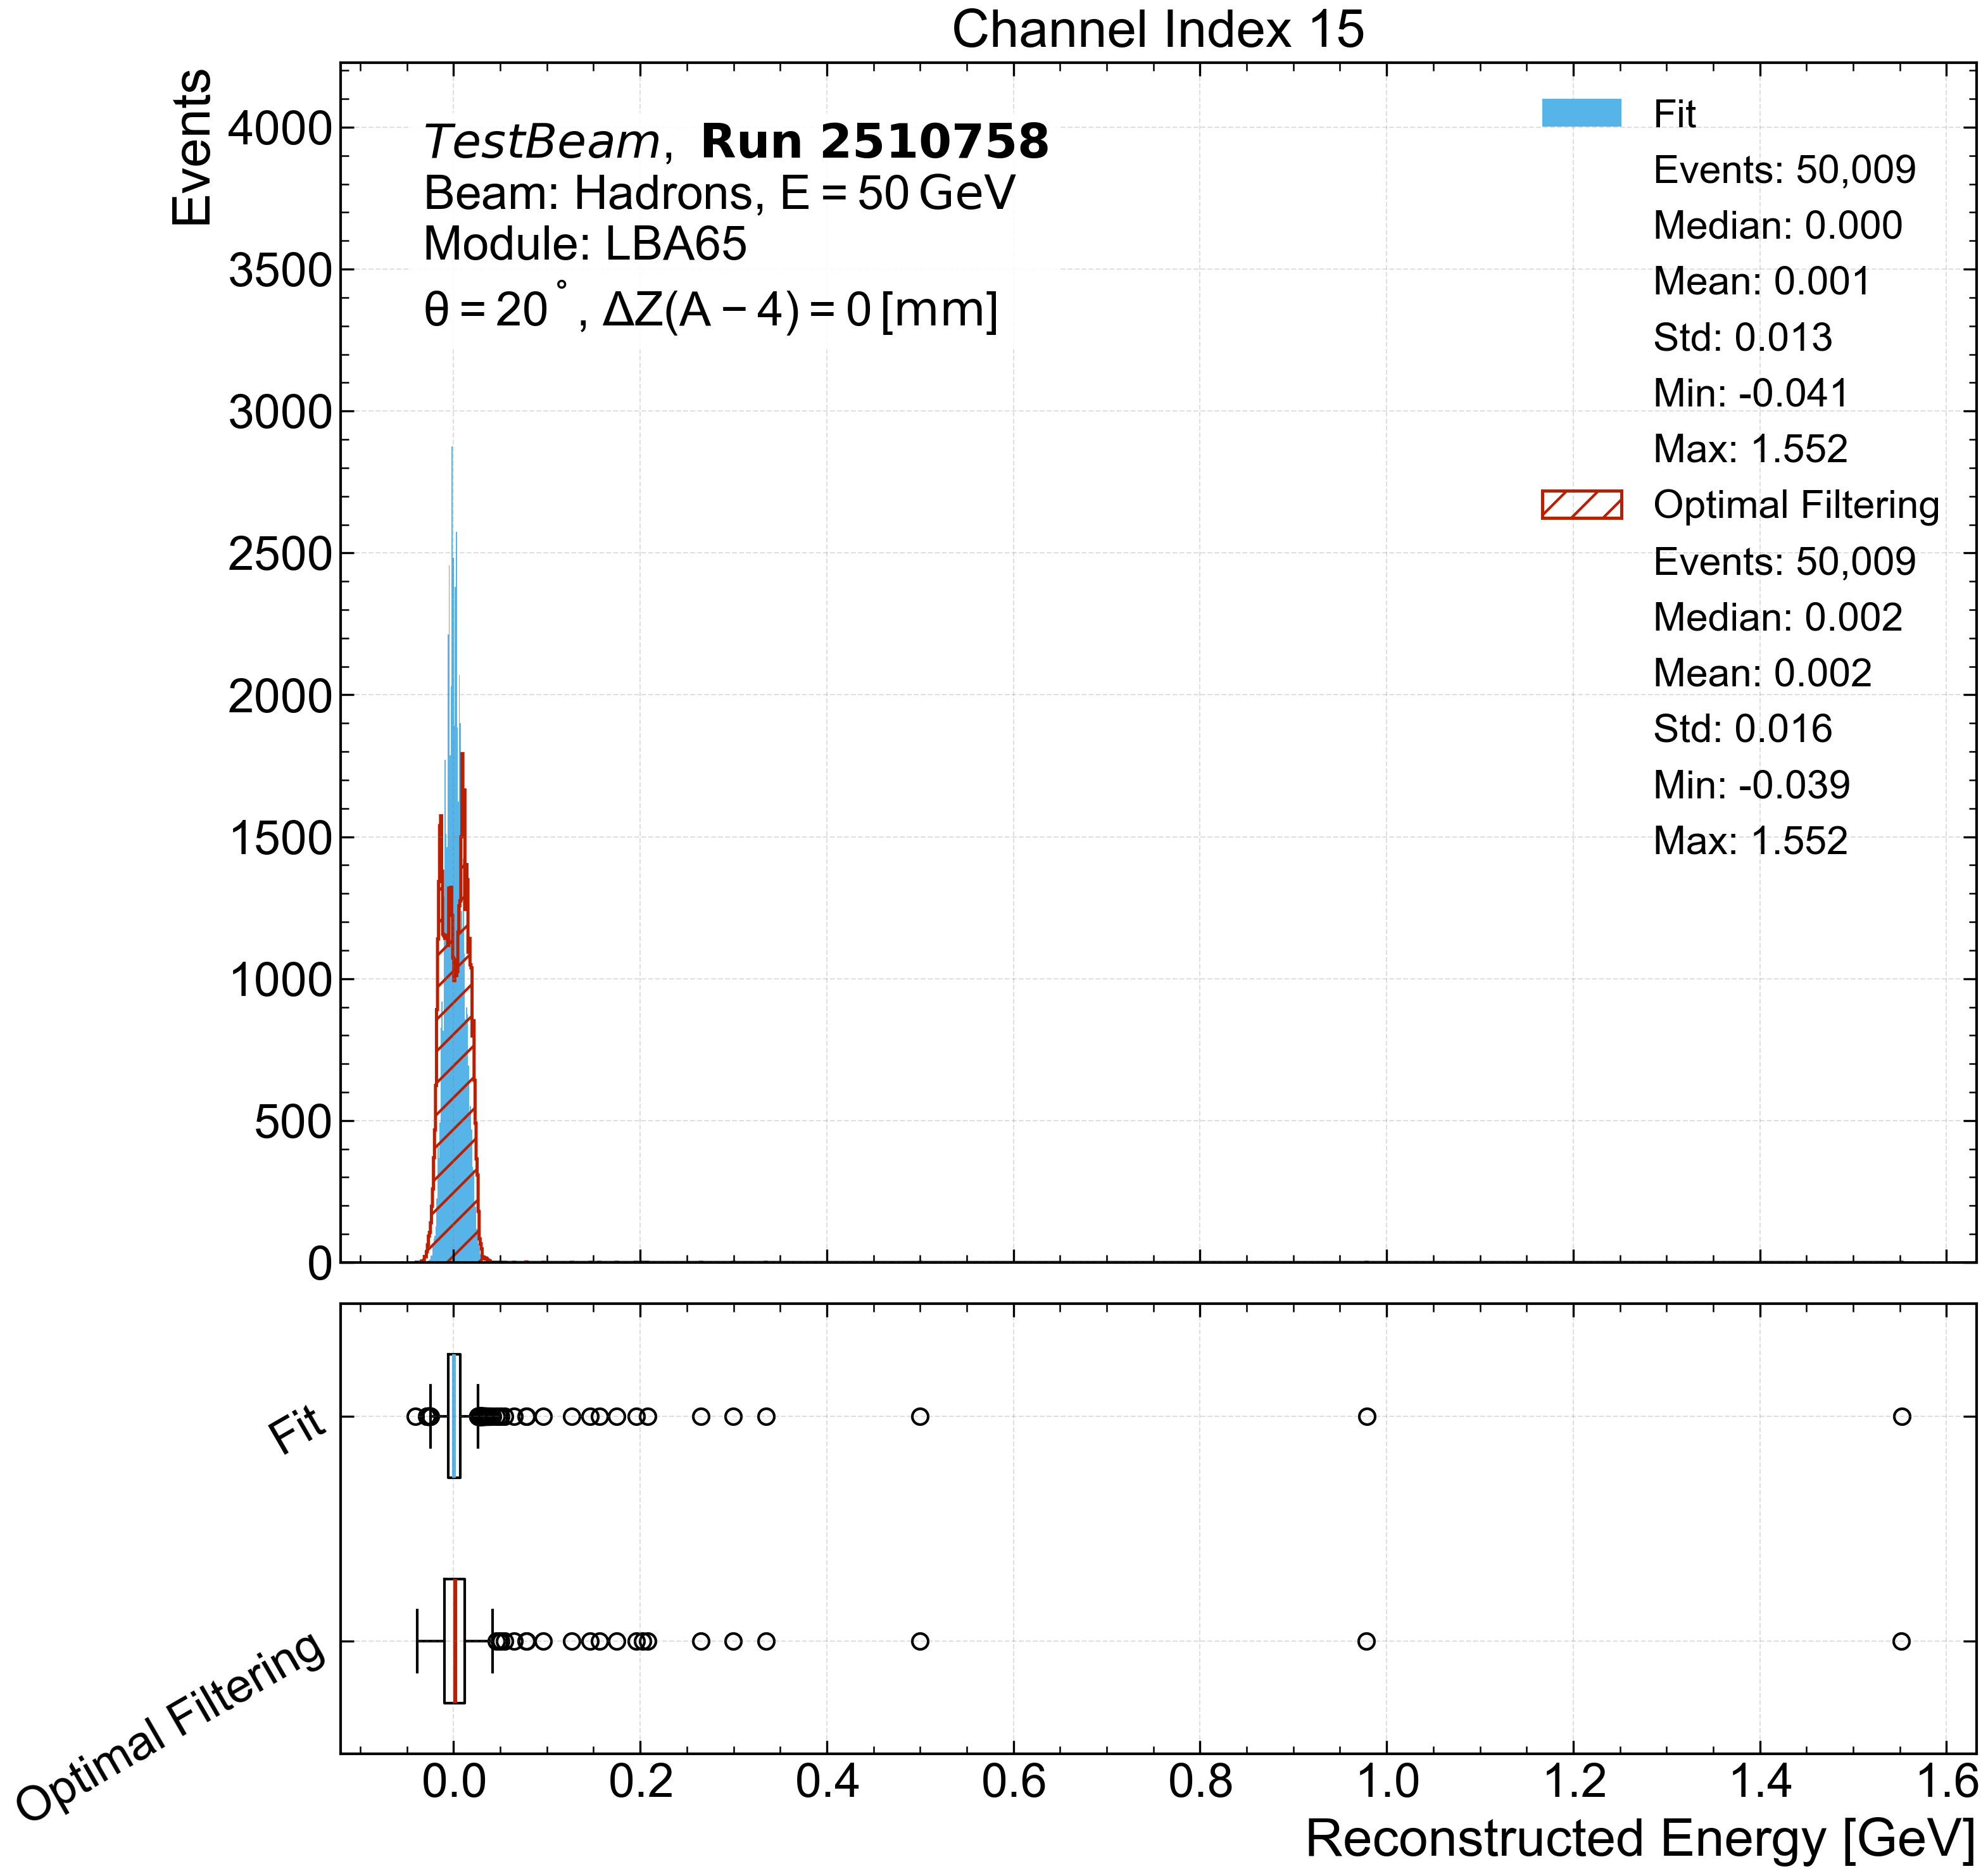 Channel Index 15
Events
4000
3500
3000
2500
2000
1500
1000
500
0
TestBeam, Run 2510758
Beam: Hadrons, E = 50 GeV
Module: LBA65
θ = 20°, ΔZ(A − 4) = 0 [mm]
Fit
Events: 50,009
Median: 0.000
Mean: 0.001
Std: 0.013
Min: -0.041
Max: 1.552
Optimal Filtering
Events: 50,009
Median: 0.002
Mean: 0.002
Std: 0.016
Min: -0.039
Max: 1.552
Fit
Optimal Filtering
0.0 0.2 0.4 0.6 0.8 1.0 1.2 1.4 1.6
Reconstructed Energy [GeV]